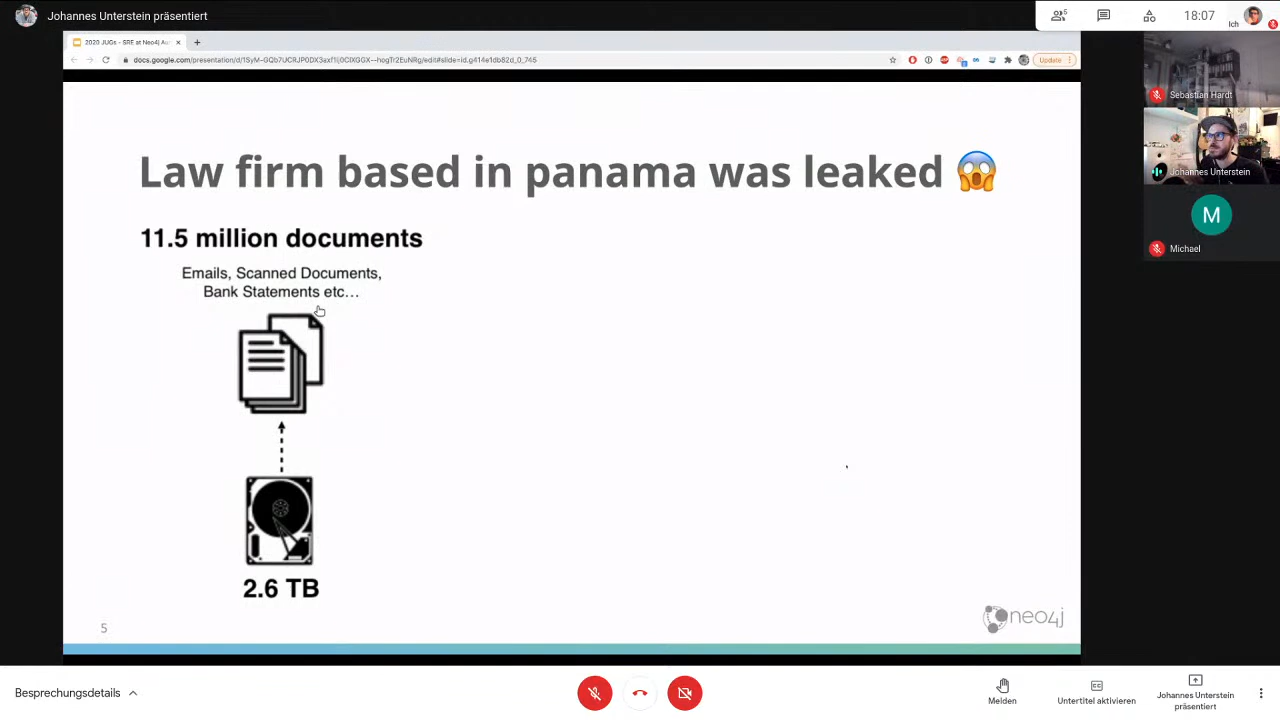 Johannes Unterstein präsentiert
5
18:07
Ich
2020 JUGs - SRE at Neo4j Au
Update
Law firm based in panama was leaked 😱
11.5 million documents
Emails, Scanned Documents,
Bank Statements etc…
2.6 TB
5
neo4j
Sebastian Hardt
Johannes Unterstein
M
Michael
Besprechungsdetails
Melden
Untertitel aktivieren
Johannes Unterstein
präsentiert